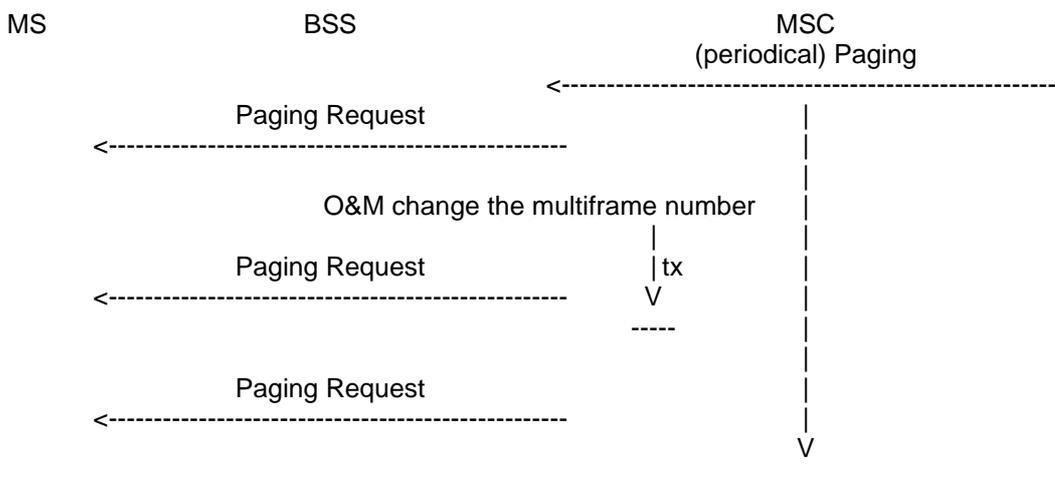 MS BSS MSC
(periodical) Paging
<-------------------------------------------------------
Paging Request |
<--------------------------------------------------- |
|
O&M change the multiframe number |
| |
Paging Request | tx |
<--------------------------------------------------- V |
----- |
|
Paging Request |
<--------------------------------------------------- |
V